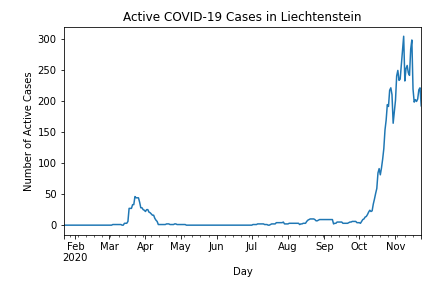 Active COVID-19 Cases in Liechtenstein
Number of Active Cases
300
250
200
150
100
50
0
Feb Mar Apr May Jun Jul Aug Sep Oct Nov
2020
Day